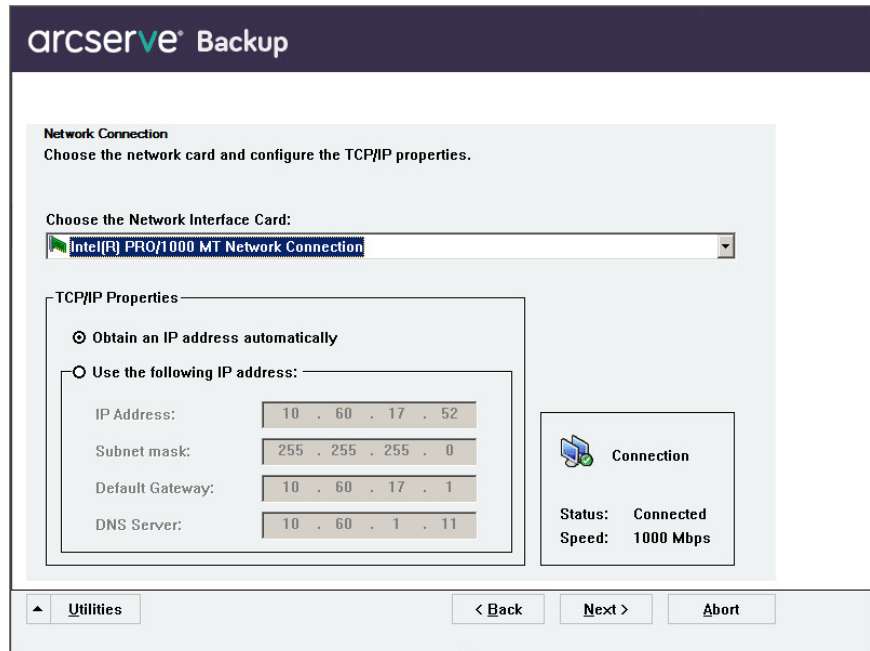 arcserve® Backup
Network Connection
Choose the network card and configure the TCP/IP properties.
Choose the Network Interface Card:
Intel(R) PRO/1000 MT Network Connection
TCP/IP Properties
Obtain an IP address automatically
Use the following IP address:
IP Address: 10 . 60 . 17 . 52
Subnet mask: 255 . 255 . 255 . 0
Default Gateway: 10 . 60 . 17 . 1
DNS Server: 10 . 60 . 1 . 11
Connection
Status: Connected
Speed: 1000 Mbps
Utilities < Back Next > Abort